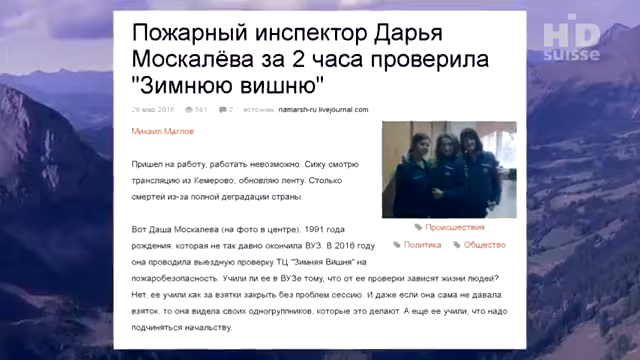 HD
suisse
Пожарный инспектор Дарья
Москалёва за 2 часа проверила
"Зимнюю вишню"
26 мар 2018 541 2 источник: namarsh-ru.livejournal.com
Михаил Маглов
Пришел на работу, работать невозможно. Сижу смотрю
трансляцию из Кемерово, обновляю ленту. Столько
смертей из-за полной деградации страны.
Вот Даша Москалева (на фото в центре), 1991 года
рождения, которая не так давно окончила ВУЗ. В 2016 году
она проводила выездную проверку ТЦ "Зимняя Вишня" на
пожаробезопасность. Учили ли ее в ВУЗе тому, что от ее проверки зависят жизни людей?
Нет, ее учили как за взятки закрыть без проблем сессию. И даже если она сама не давала
взяток, то она видела своих одногруппников, которые это делают. А еще ее учили, что надо
подчиняться начальству.
Происшествия
Политика Общество